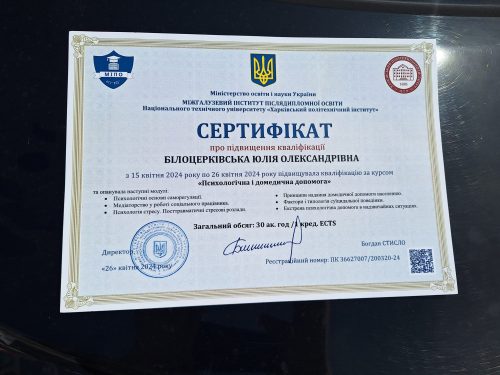 МІПО
Міністерство освіти і науки України
МІЖГАЛУЗЕВИЙ ІНСТИТУТ ПІСЛЯДИПЛОМНОЇ ОСВІТИ
Національного технічного університету «Харківський політехнічний інститут»
СЕРТИФІКАТ
про підвищення кваліфікації
БІЛОЦЕРКІВСЬКА ЮЛІЯ ОЛЕКСАНДРІВНА
з 15 квітня 2024 року по 26 квітня 2024 року підвищувала кваліфікацію за курсом
«Психологічна і домедична допомога»
та опанувала наступні модулі:
Психологічні основи саморегуляції.
Медіаторство у роботі соціального працівника.
Психологія стресу. Посттравматичні стресові розлади.
Принципи надання домедичної допомоги населенню.
Фактори і типологія суїцидальної поведінки.
Екстрена психологічна допомога у надзвичайних ситуаціях.
Загальний обсяг: 30 ак. год /1 кред. ECTS
Директор
Богдан СТИСЛО
«26» квітня 2024 року
Реєстраційний номер: ПК 36627007/200320-24